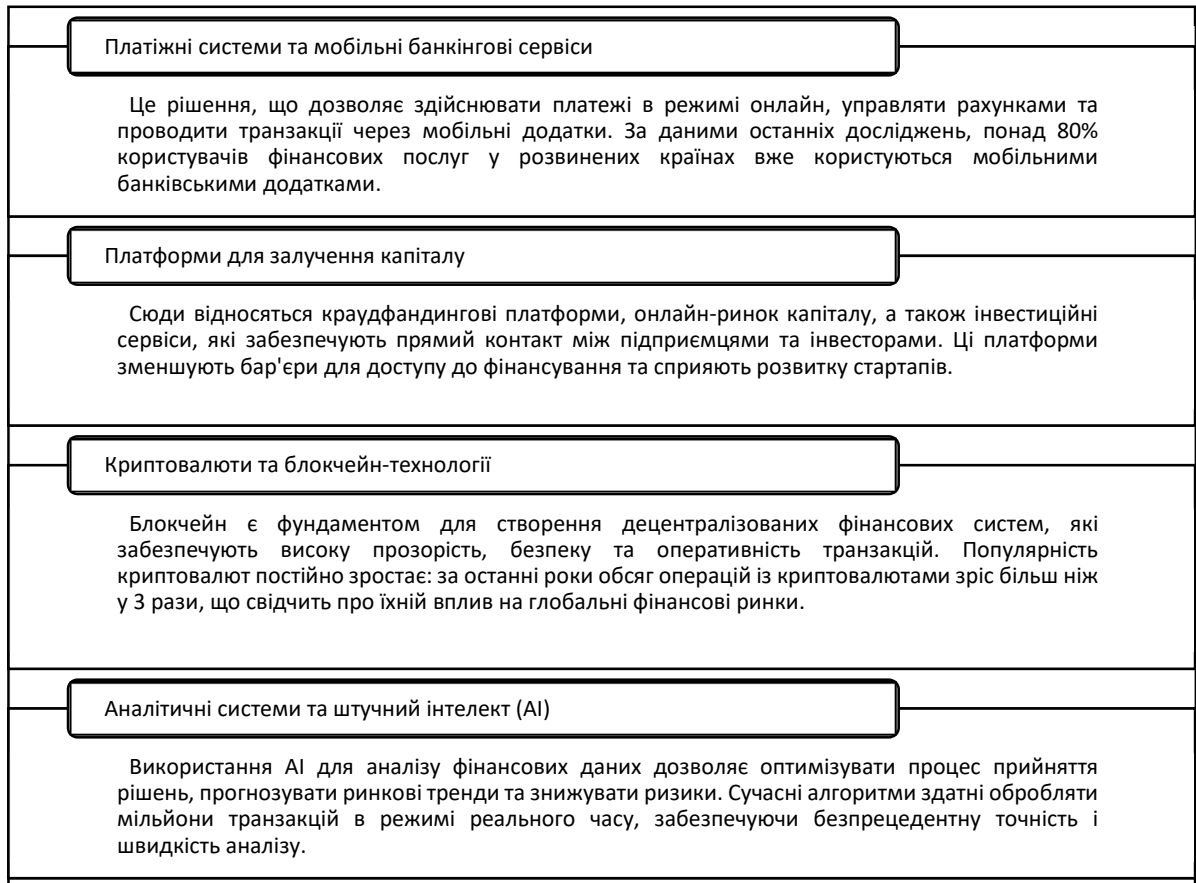 Платіжні системи та мобільні банкінгові сервіси
Це рішення, що дозволяє здійснювати платежі в режимі онлайн, управляти рахунками та
проводити транзакції через мобільні додатки. За даними останніх досліджень, понад 80%
користувачів фінансових послуг у розвинених країнах вже користуються мобільними
банківськими додатками.
Платформи для залучення капіталу
Сюди відносяться краудфандингові платформи, онлайн-ринок капіталу, а також інвестиційні
сервіси, які забезпечують прямий контакт між підприємцями та інвесторами. Ці платформи
зменшують бар'єри для доступу до фінансування та сприяють розвитку стартапів.
Криптовалюти та блокчейн-технології
Блокчейн є фундаментом для створення децентралізованих фінансових систем, які
забезпечують високу прозорість, безпеку та оперативність транзакцій. Популярність
криптовалют постійно зростає: за останні роки обсяг операцій із криптовалютами зріс більш ніж
у 3 рази, що свідчить про їхній вплив на глобальні фінансові ринки.
Аналітичні системи та штучний інтелект (AI)
Використання AI для аналізу фінансових даних дозволяє оптимізувати процес прийняття
рішень, прогнозувати ринкові тренди та знижувати ризики. Сучасні алгоритми здатні обробляти
мільйони транзакцій в режимі реального часу, забезпечуючи безпрецедентну точність і
швидкість аналізу.